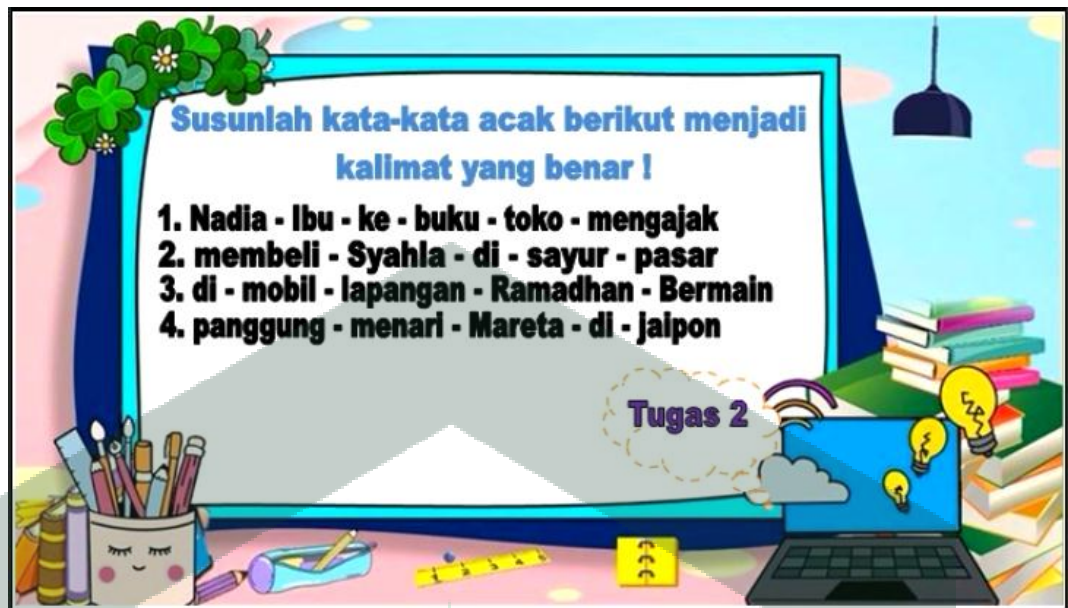 Susunlah kata-kata acak berikut menjadi
kalimat yang benar !
1. Nadia - Ibu - ke - buku - toko - mengajak
2. membeli - Syahla - di - sayur - pasar
3. di - mobil - lapangan - Ramadhan - Bermain
4. panggung - menari - Mareta - di - jaipon
Tugas 2